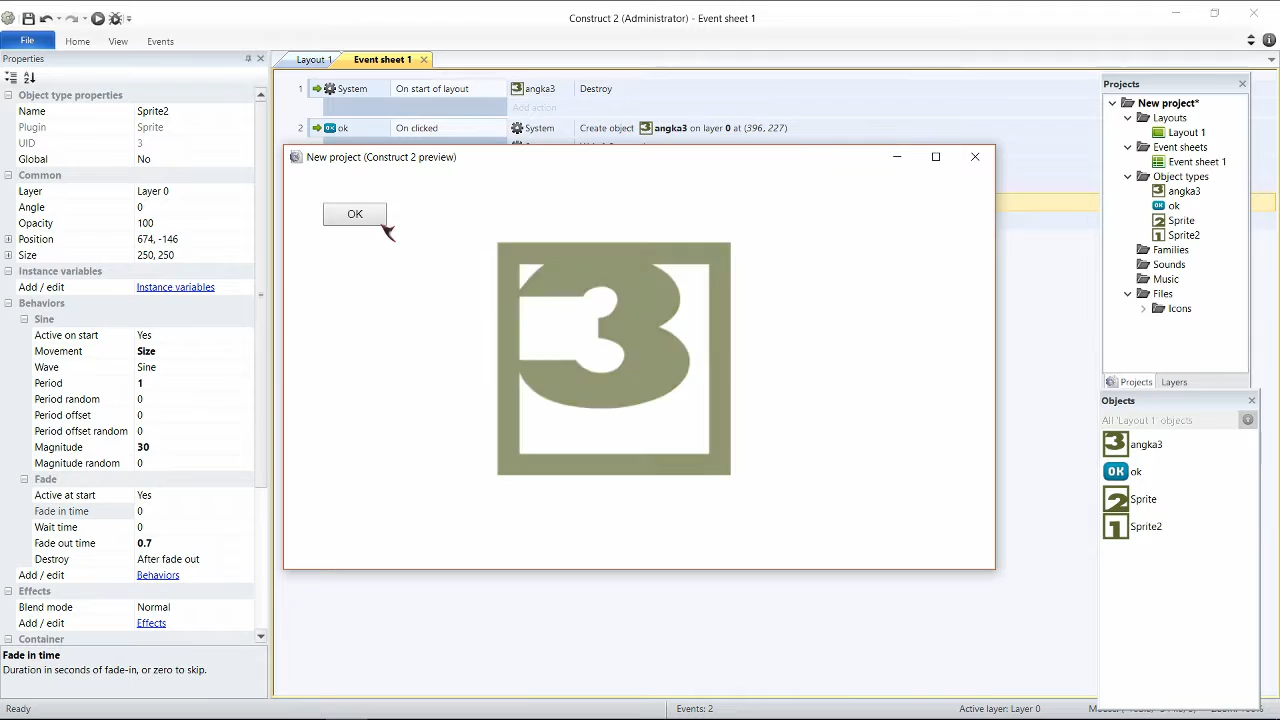 Construct 2 (Administrator) - Event sheet 1
File Home View Events
Properties
Object type properties
Name Sprite2
Plugin Sprite
UID 3
Global No
Common
Layer Layer 0
Angle 0
Opacity 100
Position 674, -146
Size 250, 250
Instance variables
Add / edit Instance variables
Behaviors
Sine
Active on start Yes
Movement Size
Wave Sine
Period 1
Period random 0
Period offset 0
Period offset random 0
Magnitude 30
Magnitude random 0
Fade
Active at start Yes
Fade in time 0
Wait time 0
Fade out time 0.7
Destroy After fade out
Add / edit Behaviors
Effects
Blend mode Normal
Add / edit Effects
Container
Fade in time
Duration in seconds of fade-in, or zero to skip.
Layout 1 Event sheet 1
1 System On start of layout angka3 Destroy
Add action
2 ok On clicked System Create object angka3 on layer 0 at (396, 227)
New project (Construct 2 preview)
OK
3
Projects
New project*
Layouts
Layout 1
Event sheets
Event sheet 1
Object types
angka3
ok
Sprite
Sprite2
Families
Sounds
Music
Files
Icons
Projects Layers
Objects
All 'Layout 1' objects
3 angka3
OK ok
2 Sprite
1 Sprite2
Ready Events: 2 Active layer: Layer 0